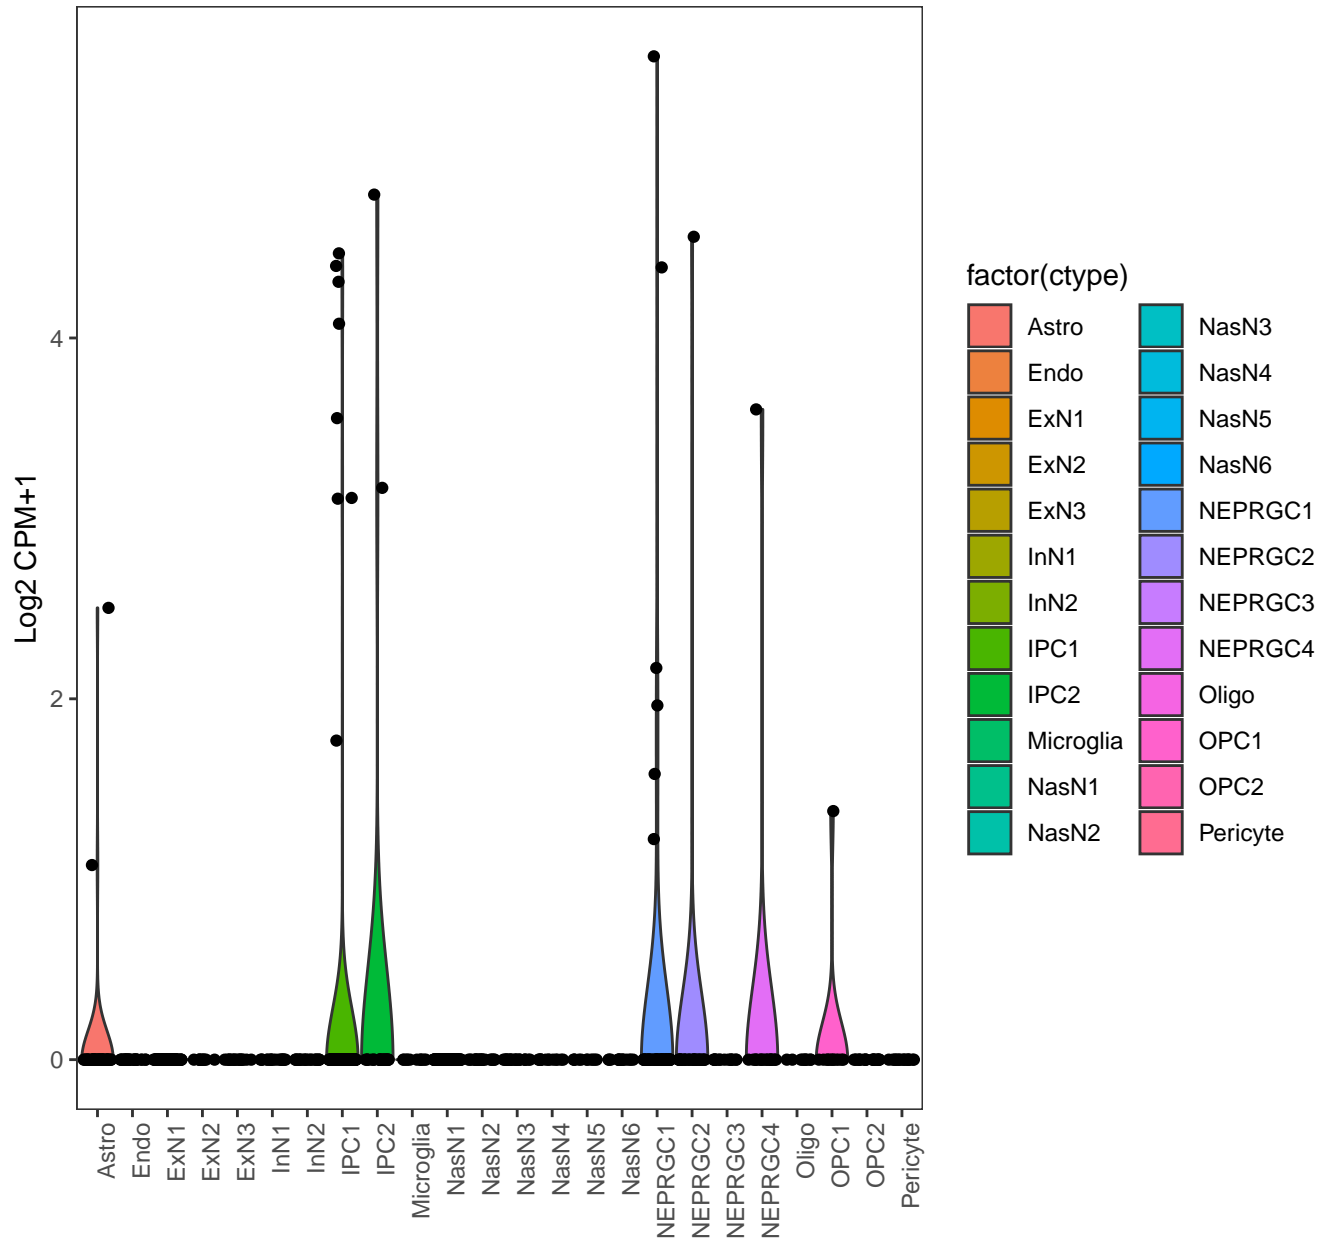 Log2 CPM+1
4
2
0
Astro
Endo
ExN1
ExN2
ExN3
InN1
InN2
IPC1
IPC2
Microglia
NasN1
NasN2
NasN3
NasN4
NasN5
NasN6
NEPRGC1
NEPRGC2
NEPRGC3
NEPRGC4
Oligo
OPC1
OPC2
Pericyte
factor(ctype)
Astro
Endo
ExN1
ExN2
ExN3
InN1
InN2
IPC1
IPC2
Microglia
NasN1
NasN2
NasN3
NasN4
NasN5
NasN6
NEPRGC1
NEPRGC2
NEPRGC3
NEPRGC4
Oligo
OPC1
OPC2
Pericyte